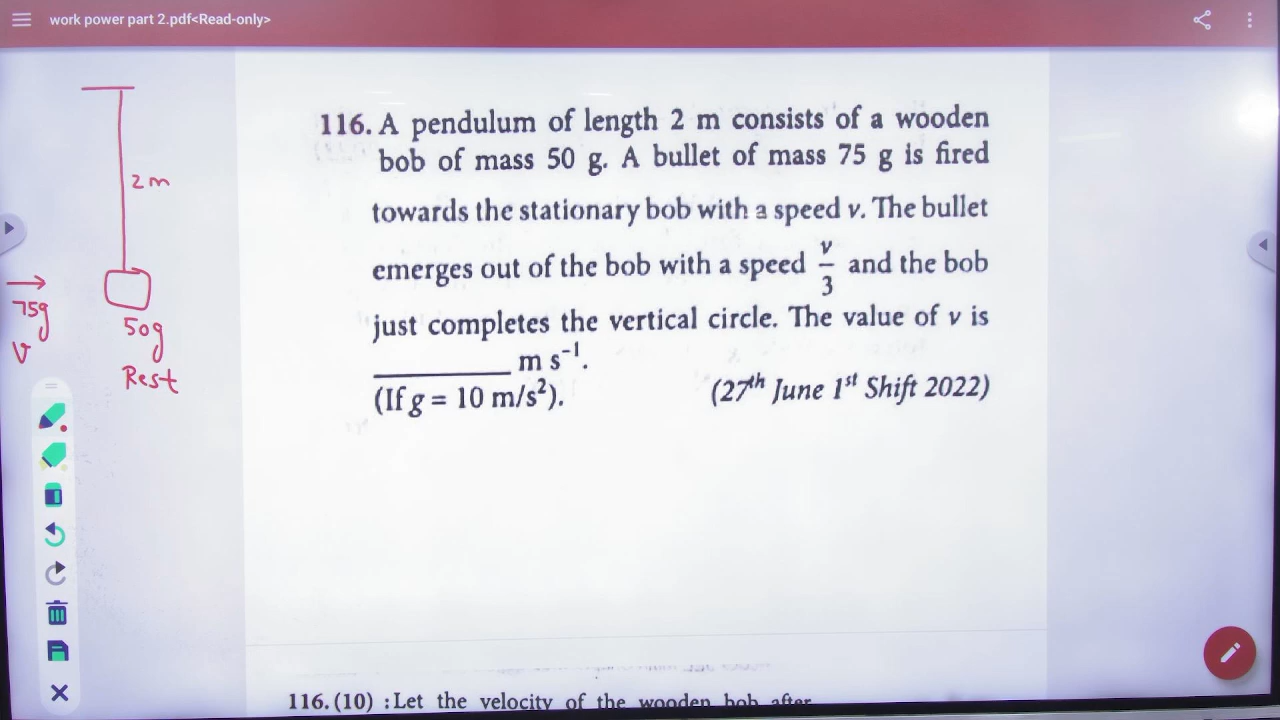 work power part 2.pdf<Read-only>
2m
75g
v
50g
Rest
116. A pendulum of length 2 m consists of a wooden
bob of mass 50 g. A bullet of mass 75 g is fired
towards the stationary bob with a speed v. The bullet
emerges out of the bob with a speed v/3 and the bob
just completes the vertical circle. The value of v is
__________ m s⁻¹.
(If g = 10 m/s²). (27th June 1st Shift 2022)
116. (10) : Let the velocity of the wooden bob after